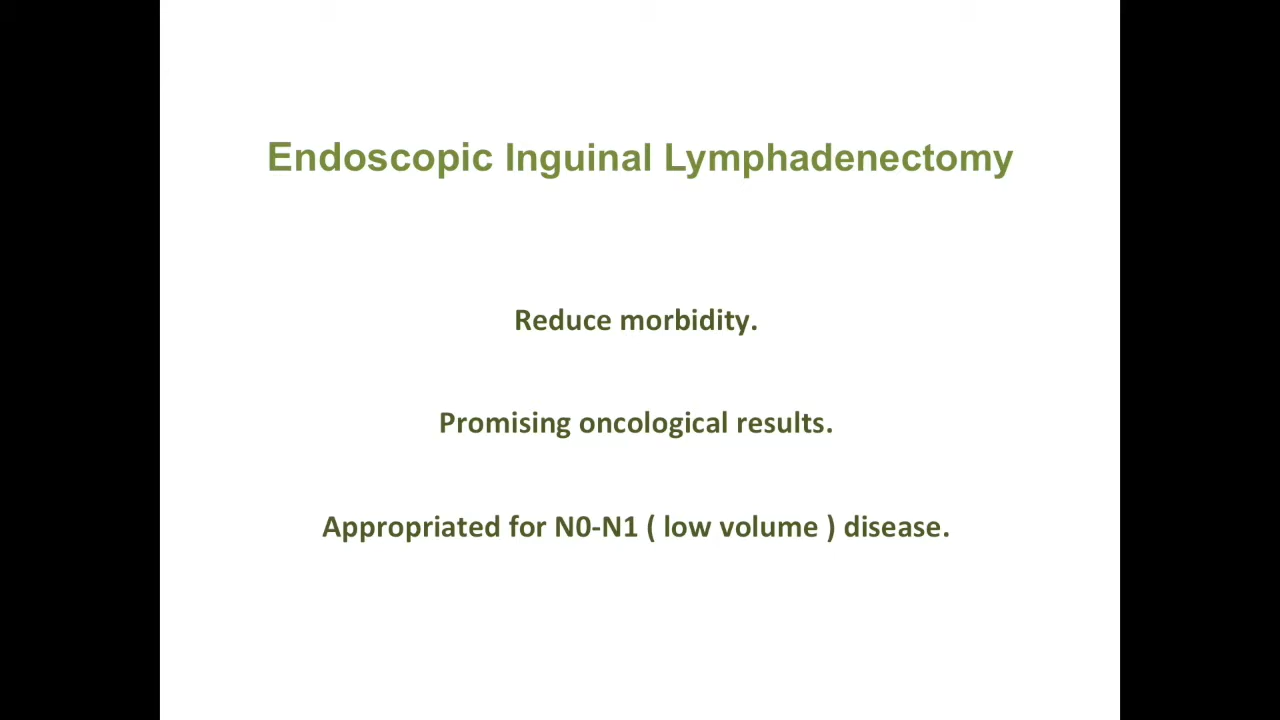 Endoscopic Inguinal Lymphadenectomy
Reduce morbidity.
Promising oncological results.
Appropriated for N0-N1 ( low volume ) disease.